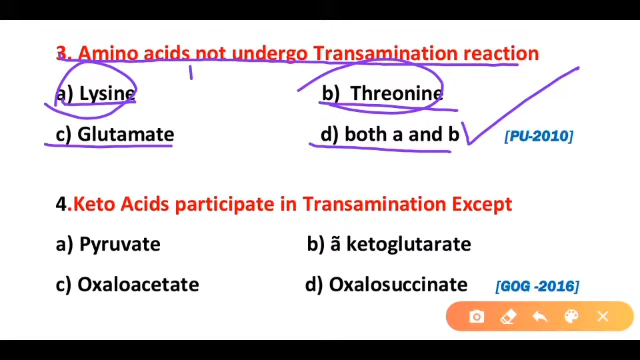 3. Amino acids not undergo Transamination reaction
a) Lysine b) Threonine
c) Glutamate d) both a and b [PU-2010]
4.Keto Acids participate in Transamination Except
a) Pyruvate b) ã ketoglutarate
c) Oxaloacetate d) Oxalosuccinate [GOG -2016]